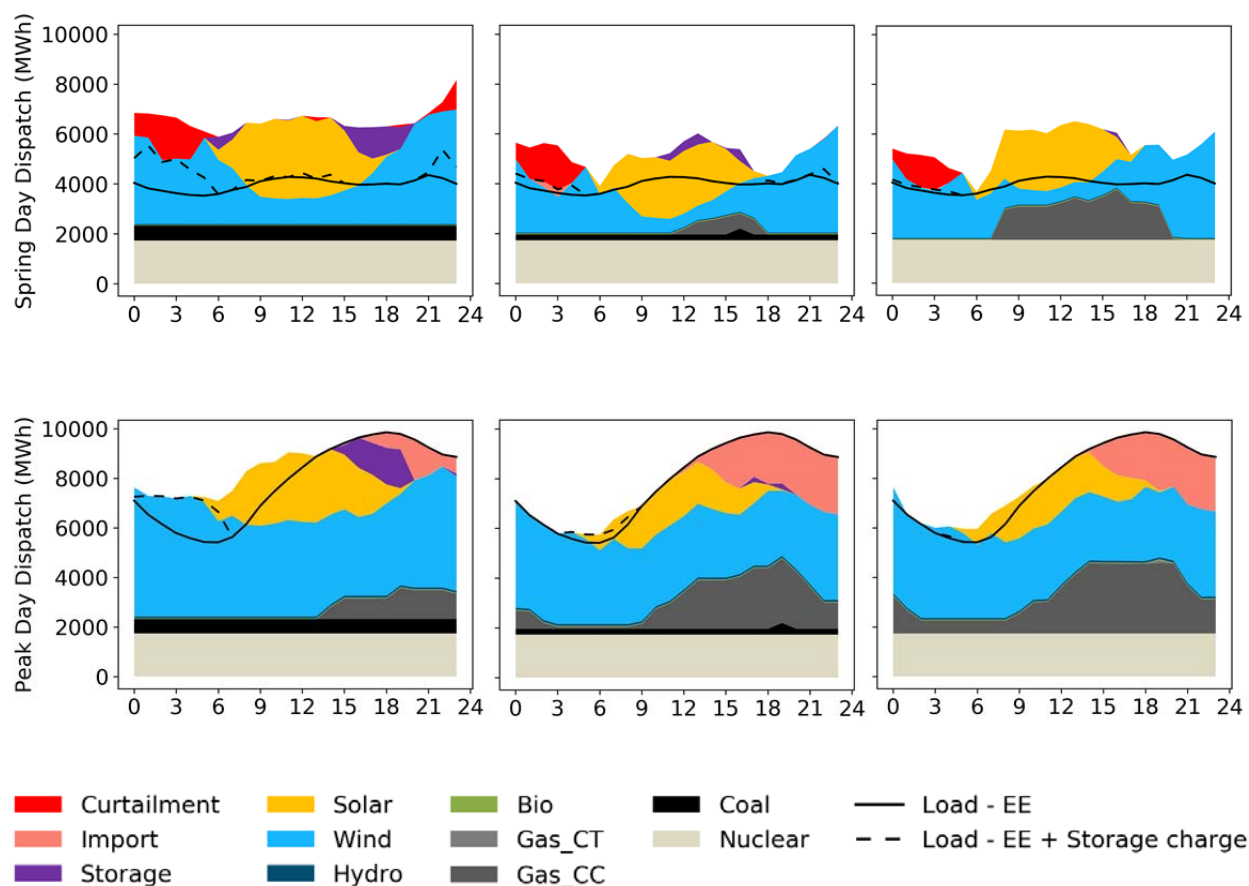 Spring Day Dispatch (MWh)
10000
8000
6000
4000
2000
0
0 3 6 9 12 15 18 21 24
0 3 6 9 12 15 18 21 24
0 3 6 9 12 15 18 21 24
Peak Day Dispatch (MWh)
10000
8000
6000
4000
2000
0
0 3 6 9 12 15 18 21 24
0 3 6 9 12 15 18 21 24
0 3 6 9 12 15 18 21 24
Curtailment Solar Bio Coal Load - EE
Import Wind Gas_CT Nuclear Load - EE + Storage charge
Storage Hydro Gas_CC